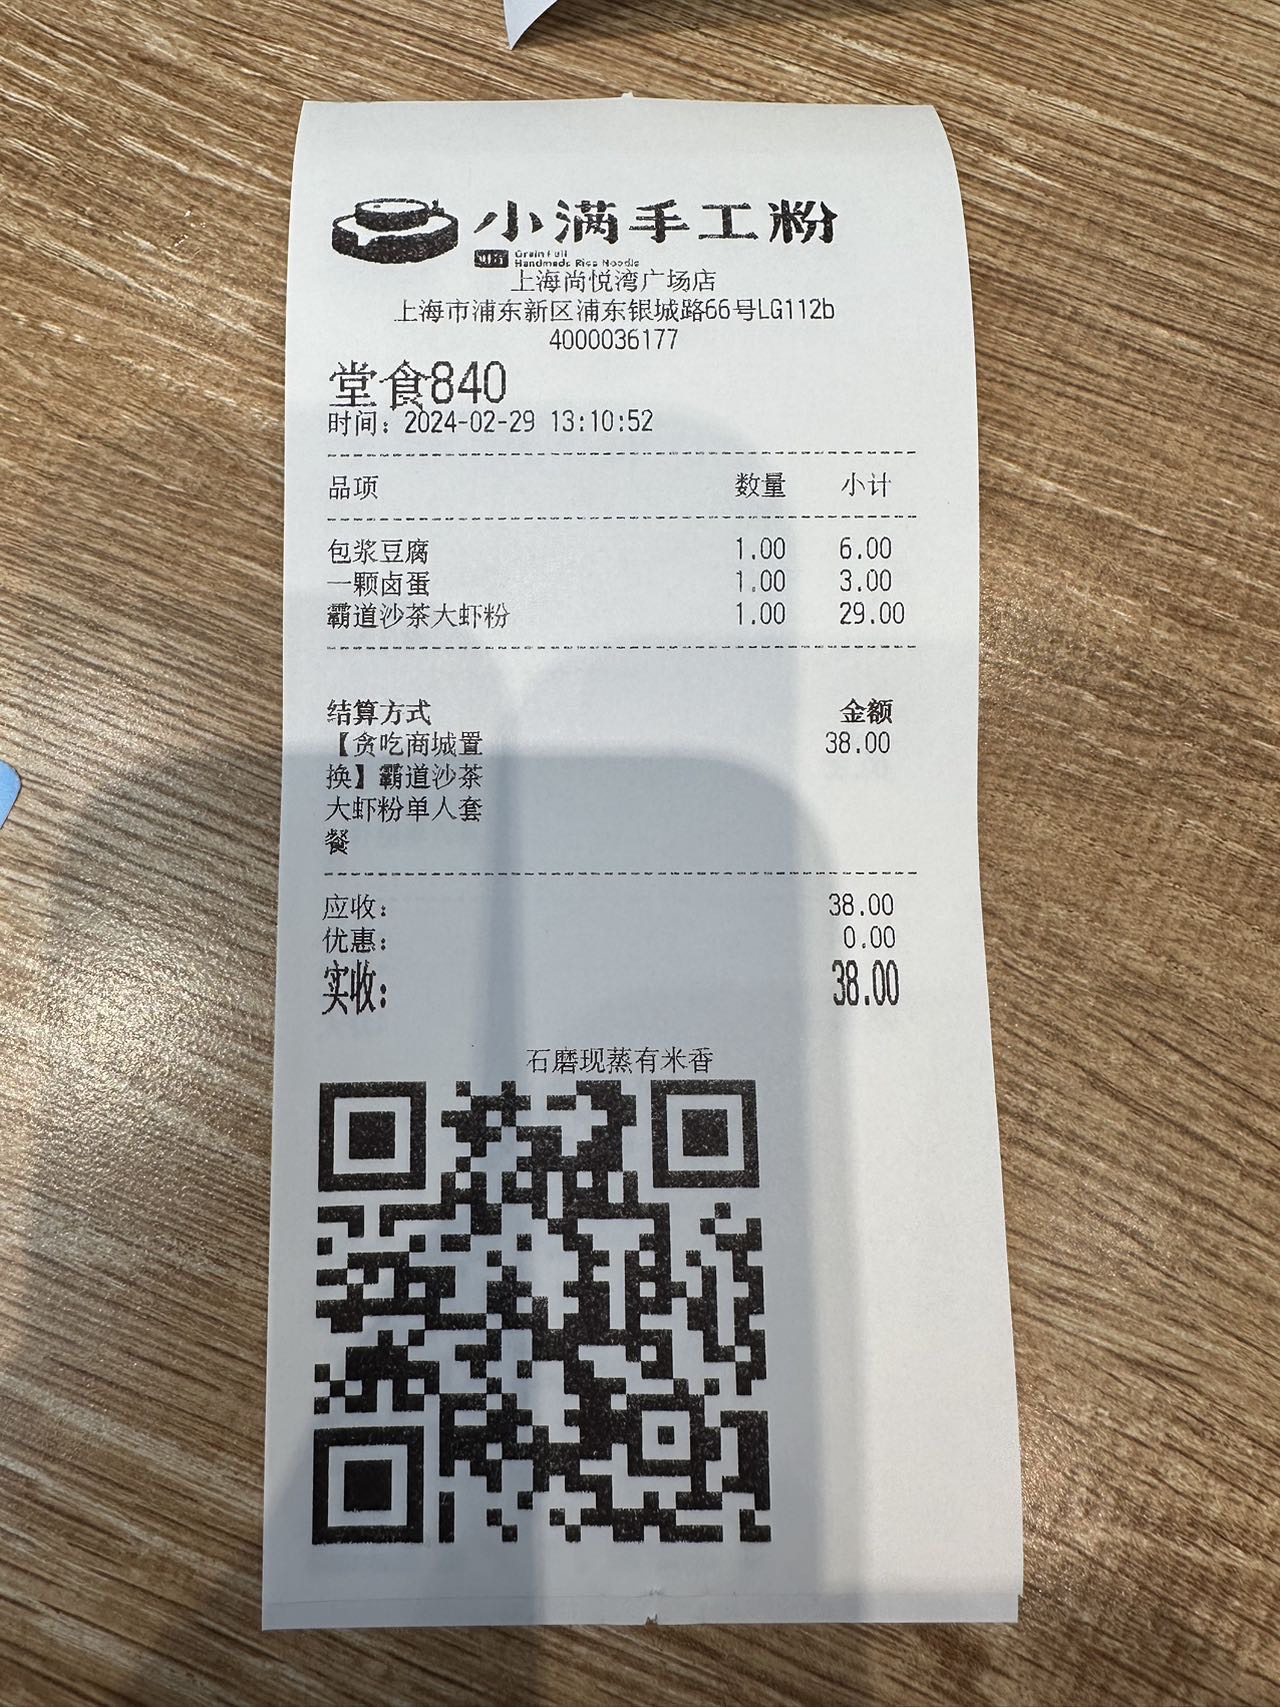 小满手工粉
Grain Full
Handmade Rice Noodle
上海尚悦湾广场店
上海市浦东新区浦东银城路66号LG112b
4000036177
堂食840
时间：2024-02-29 13:10:52
品项 数量 小计
包浆豆腐 1.00 6.00
一颗卤蛋 1.00 3.00
霸道沙茶大虾粉 1.00 29.00
结算方式 金额
【贪吃商城置 38.00
换】霸道沙茶
大虾粉单人套
餐
应收： 38.00
优惠： 0.00
实收： 38.00
石磨现蒸有米香